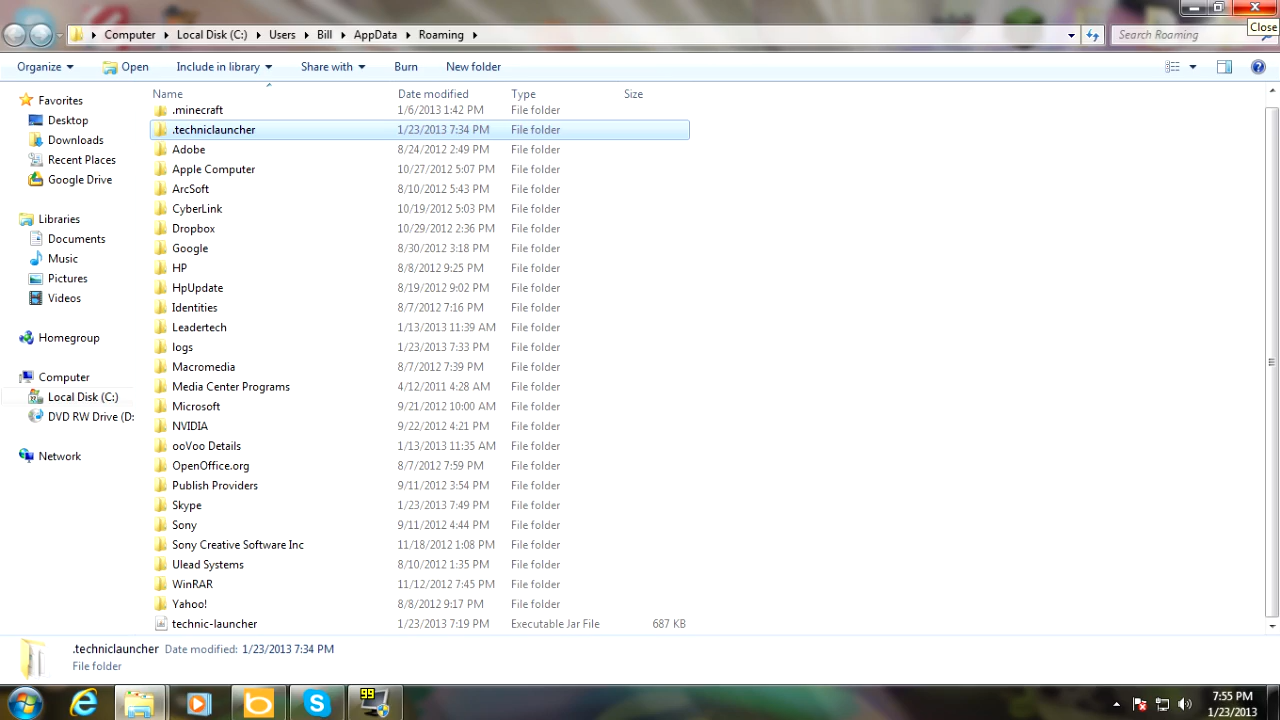 Computer Local Disk (C:) Users Bill AppData Roaming Search Roaming
Close
Organize Open Include in library Share with Burn New folder
Name Date modified Type Size
Favorites
Desktop
Downloads
Recent Places
Google Drive
Libraries
Documents
Music
Pictures
Videos
Homegroup
Computer
Local Disk (C:)
DVD RW Drive (D:
Network
.minecraft 1/6/2013 1:42 PM File folder
.techniclauncher 1/23/2013 7:34 PM File folder
Adobe 8/24/2012 2:49 PM File folder
Apple Computer 10/27/2012 5:07 PM File folder
ArcSoft 8/10/2012 5:43 PM File folder
CyberLink 10/19/2012 5:03 PM File folder
Dropbox 10/29/2012 2:36 PM File folder
Google 8/30/2012 3:18 PM File folder
HP 8/8/2012 9:25 PM File folder
HpUpdate 8/19/2012 9:02 PM File folder
Identities 8/7/2012 7:16 PM File folder
Leadertech 1/13/2013 11:39 AM File folder
logs 1/23/2013 7:33 PM File folder
Macromedia 8/7/2012 7:39 PM File folder
Media Center Programs 4/12/2011 4:28 AM File folder
Microsoft 9/21/2012 10:00 AM File folder
NVIDIA 9/22/2012 4:21 PM File folder
ooVoo Details 1/13/2013 11:35 AM File folder
OpenOffice.org 8/7/2012 7:59 PM File folder
Publish Providers 9/11/2012 3:54 PM File folder
Skype 1/23/2013 7:49 PM File folder
Sony 9/11/2012 4:44 PM File folder
Sony Creative Software Inc 11/18/2012 1:08 PM File folder
Ulead Systems 8/10/2012 1:35 PM File folder
WinRAR 11/12/2012 7:45 PM File folder
Yahoo! 8/8/2012 9:17 PM File folder
technic-launcher 1/23/2013 7:19 PM Executable Jar File 687 KB
.techniclauncher Date modified: 1/23/2013 7:34 PM
File folder
99
7:55 PM
1/23/2013